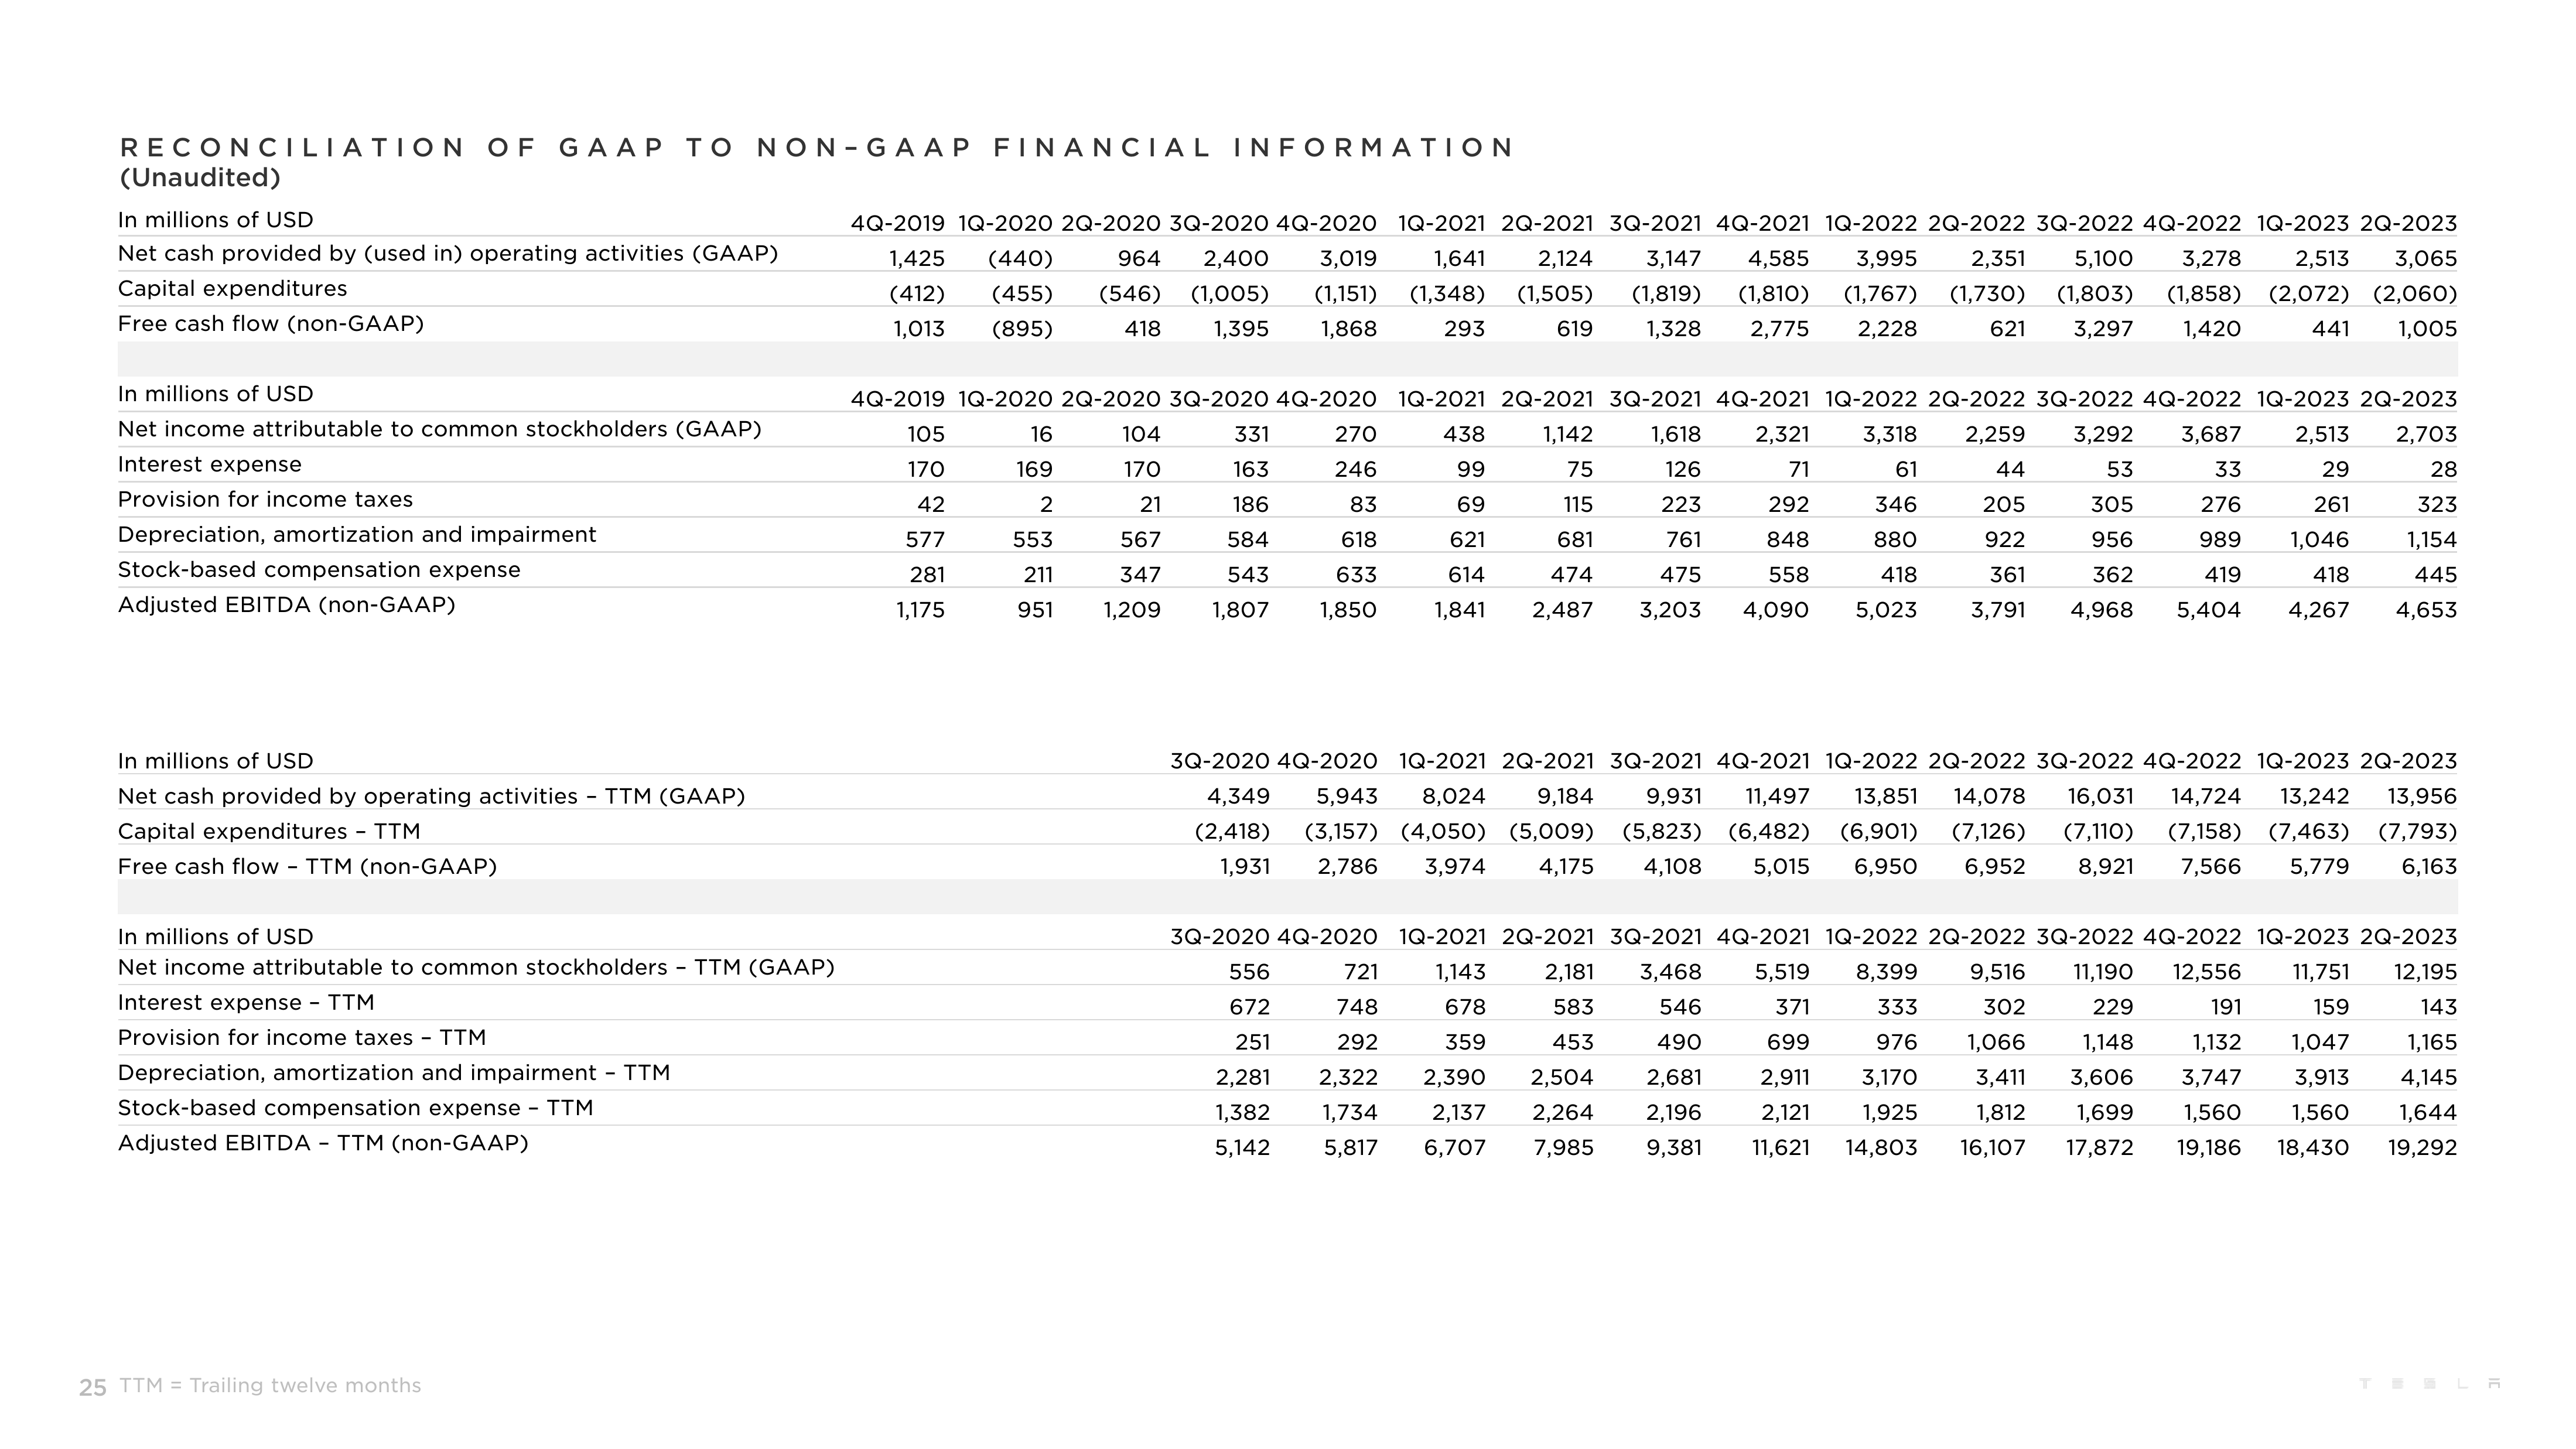 RECONCILIATION OF GAAP TO NON–GAAP FINANCIAL INFORMATION
(Unaudited)
In millions of USD 4Q-2019 1Q-2020 2Q-2020 3Q-2020 4Q-2020 1Q-2021 2Q-2021 3Q-2021 4Q-2021 1Q-2022 2Q-2022 3Q-2022 4Q-2022 1Q-2023 2Q-2023
Net cash provided by (used in) operating activities (GAAP) 1,425 (440) 964 2,400 3,019 1,641 2,124 3,147 4,585 3,995 2,351 5,100 3,278 2,513 3,065
Capital expenditures (412) (455) (546) (1,005) (1,151) (1,348) (1,505) (1,819) (1,810) (1,767) (1,730) (1,803) (1,858) (2,072) (2,060)
Free cash flow (non-GAAP) 1,013 (895) 418 1,395 1,868 293 619 1,328 2,775 2,228 621 3,297 1,420 441 1,005
In millions of USD 4Q-2019 1Q-2020 2Q-2020 3Q-2020 4Q-2020 1Q-2021 2Q-2021 3Q-2021 4Q-2021 1Q-2022 2Q-2022 3Q-2022 4Q-2022 1Q-2023 2Q-2023
Net income attributable to common stockholders (GAAP) 105 16 104 331 270 438 1,142 1,618 2,321 3,318 2,259 3,292 3,687 2,513 2,703
Interest expense 170 169 170 163 246 99 75 126 71 61 44 53 33 29 28
Provision for income taxes 42 2 21 186 83 69 115 223 292 346 205 305 276 261 323
Depreciation, amortization and impairment 577 553 567 584 618 621 681 761 848 880 922 956 989 1,046 1,154
Stock-based compensation expense 281 211 347 543 633 614 474 475 558 418 361 362 419 418 445
Adjusted EBITDA (non-GAAP) 1,175 951 1,209 1,807 1,850 1,841 2,487 3,203 4,090 5,023 3,791 4,968 5,404 4,267 4,653
In millions of USD 3Q-2020 4Q-2020 1Q-2021 2Q-2021 3Q-2021 4Q-2021 1Q-2022 2Q-2022 3Q-2022 4Q-2022 1Q-2023 2Q-2023
Net cash provided by operating activities – TTM (GAAP) 4,349 5,943 8,024 9,184 9,931 11,497 13,851 14,078 16,031 14,724 13,242 13,956
Capital expenditures – TTM (2,418) (3,157) (4,050) (5,009) (5,823) (6,482) (6,901) (7,126) (7,110) (7,158) (7,463) (7,793)
Free cash flow – TTM (non-GAAP) 1,931 2,786 3,974 4,175 4,108 5,015 6,950 6,952 8,921 7,566 5,779 6,163
In millions of USD 3Q-2020 4Q-2020 1Q-2021 2Q-2021 3Q-2021 4Q-2021 1Q-2022 2Q-2022 3Q-2022 4Q-2022 1Q-2023 2Q-2023
Net income attributable to common stockholders – TTM (GAAP) 556 721 1,143 2,181 3,468 5,519 8,399 9,516 11,190 12,556 11,751 12,195
Interest expense – TTM 672 748 678 583 546 371 333 302 229 191 159 143
Provision for income taxes – TTM 251 292 359 453 490 699 976 1,066 1,148 1,132 1,047 1,165
Depreciation, amortization and impairment – TTM 2,281 2,322 2,390 2,504 2,681 2,911 3,170 3,411 3,606 3,747 3,913 4,145
Stock-based compensation expense – TTM 1,382 1,734 2,137 2,264 2,196 2,121 1,925 1,812 1,699 1,560 1,560 1,644
Adjusted EBITDA – TTM (non-GAAP) 5,142 5,817 6,707 7,985 9,381 11,621 14,803 16,107 17,872 19,186 18,430 19,292
25 TTM = Trailing twelve months
TESLA